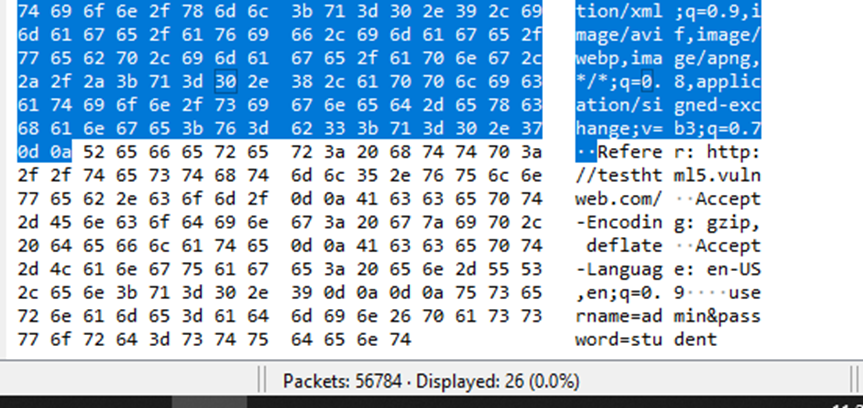 74 69 6f 6e 2f 78 6d 6c 3b 71 3d 30 2e 39 2c 69 tion/xml ;q=0.9,i
6d 61 67 65 2f 61 76 69 66 2c 69 6d 61 67 65 2f mage/avi f,image/
77 65 62 70 2c 69 6d 61 67 65 2f 61 70 6e 67 2c webp,ima ge/apng,
2a 2f 2a 3b 71 3d 30 2e 38 2c 61 70 70 6c 69 63 */*;q=0. 8,applic
61 74 69 6f 6e 2f 73 69 67 6e 65 64 2d 65 78 63 ation/si gned-exc
68 61 6e 67 65 3b 76 3d 62 33 3b 71 3d 30 2e 37 hange;v= b3;q=0.7
0d 0a 52 65 66 65 72 65 72 3a 20 68 74 74 70 3a ··Refere r: http:
2f 2f 74 65 73 74 68 74 6d 6c 35 2e 76 75 6c 6e //testht ml5.vuln
77 65 62 2e 63 6f 6d 2f 0d 0a 41 63 63 65 70 74 web.com/ ··Accept
2d 45 6e 63 6f 64 69 6e 67 3a 20 67 7a 69 70 2c -Encodin g: gzip,
20 64 65 66 6c 61 74 65 0d 0a 41 63 63 65 70 74 deflate ··Accept
2d 4c 61 6e 67 75 61 67 65 3a 20 65 6e 2d 55 53 -Languag e: en-US
2c 65 6e 3b 71 3d 30 2e 39 0d 0a 0d 0a 75 73 65 ,en;q=0. 9····use
72 6e 61 6d 65 3d 61 64 6d 69 6e 26 70 61 73 73 rname=ad min&pass
77 6f 72 64 3d 73 74 75 64 65 6e 74 word=stu dent
Packets: 56784 · Displayed: 26 (0.0%)